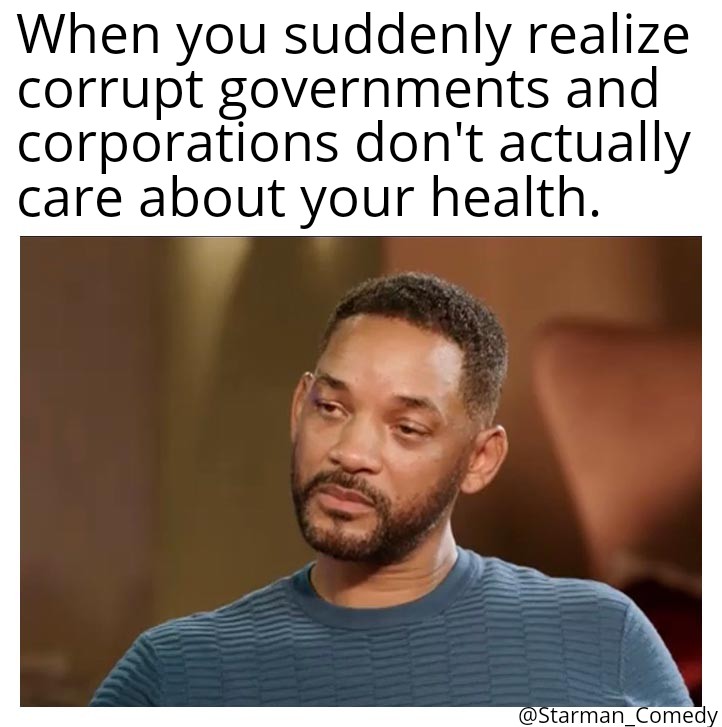 When you suddenly realize
corrupt governments and
corporations don't actually
care about your health.
@Starman_Comedy